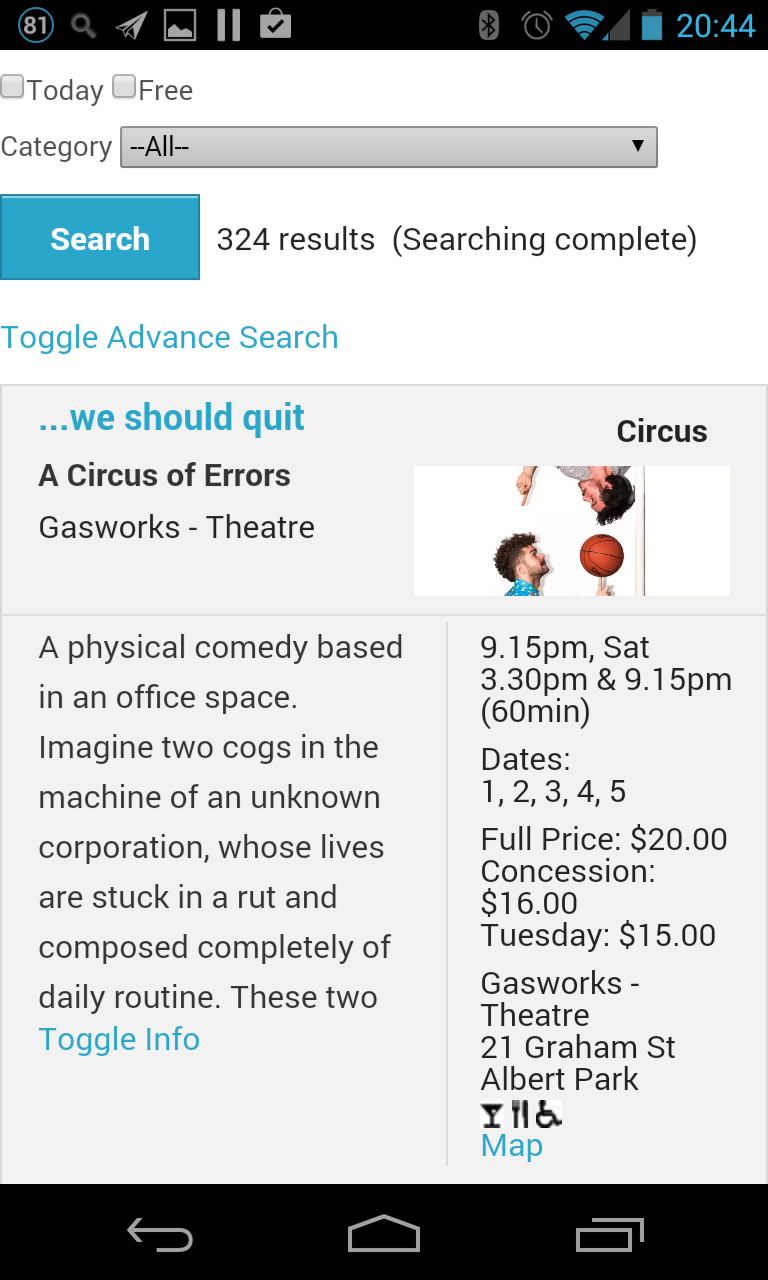 81
20:44
Today Free
Category --All--
Search 324 results (Searching complete)
Toggle Advance Search
...we should quit
Circus
A Circus of Errors
Gasworks - Theatre
A physical comedy based
in an office space.
Imagine two cogs in the
machine of an unknown
corporation, whose lives
are stuck in a rut and
composed completely of
daily routine. These two
Toggle Info
9.15pm, Sat
3.30pm & 9.15pm
(60min)
Dates:
1, 2, 3, 4, 5
Full Price: $20.00
Concession:
$16.00
Tuesday: $15.00
Gasworks -
Theatre
21 Graham St
Albert Park
Map